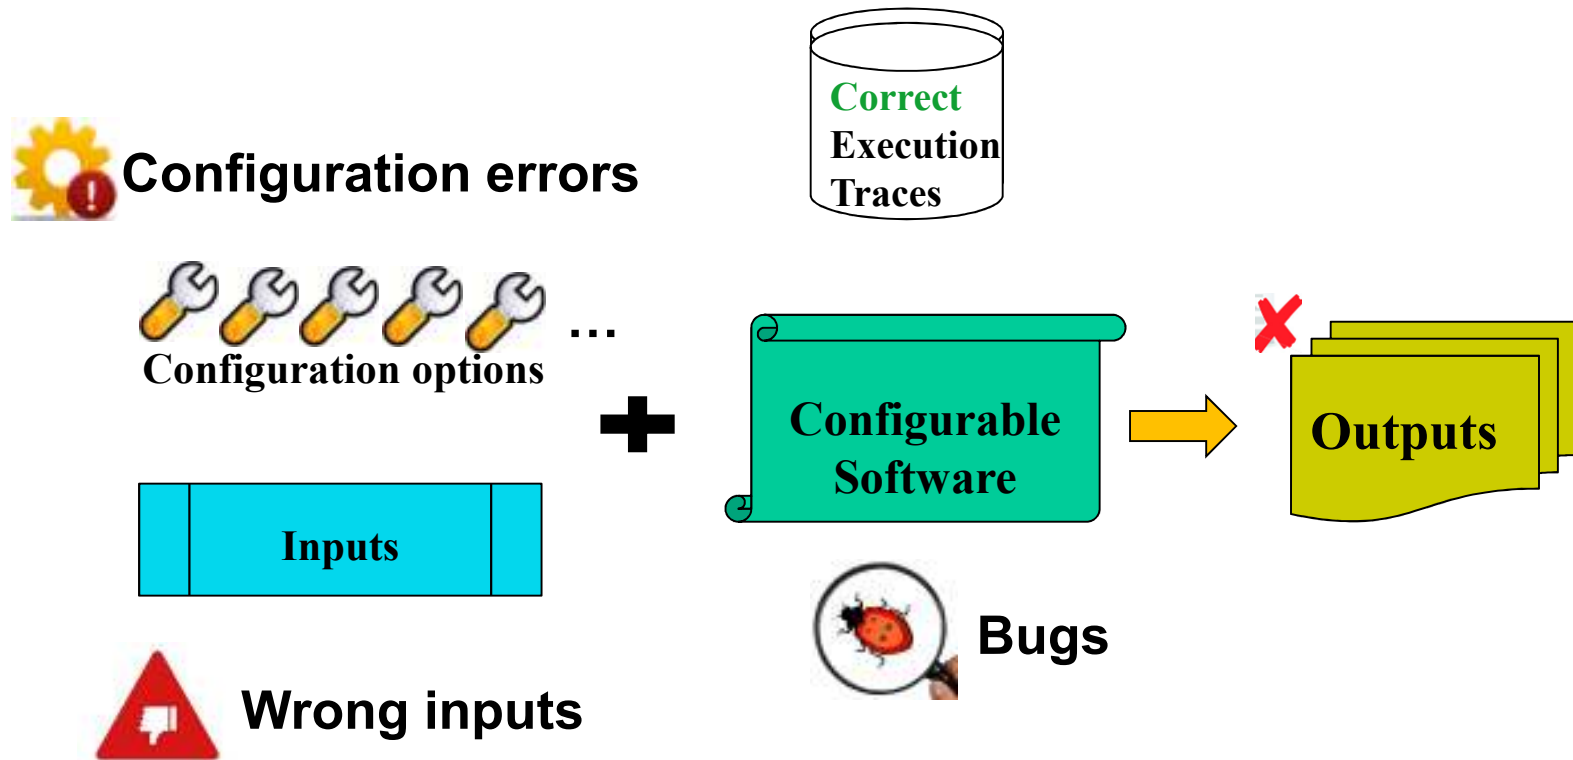 Correct
Execution
Traces
Configuration errors
...
Configuration options
Configurable
Software
Outputs
Inputs
Bugs
Wrong inputs